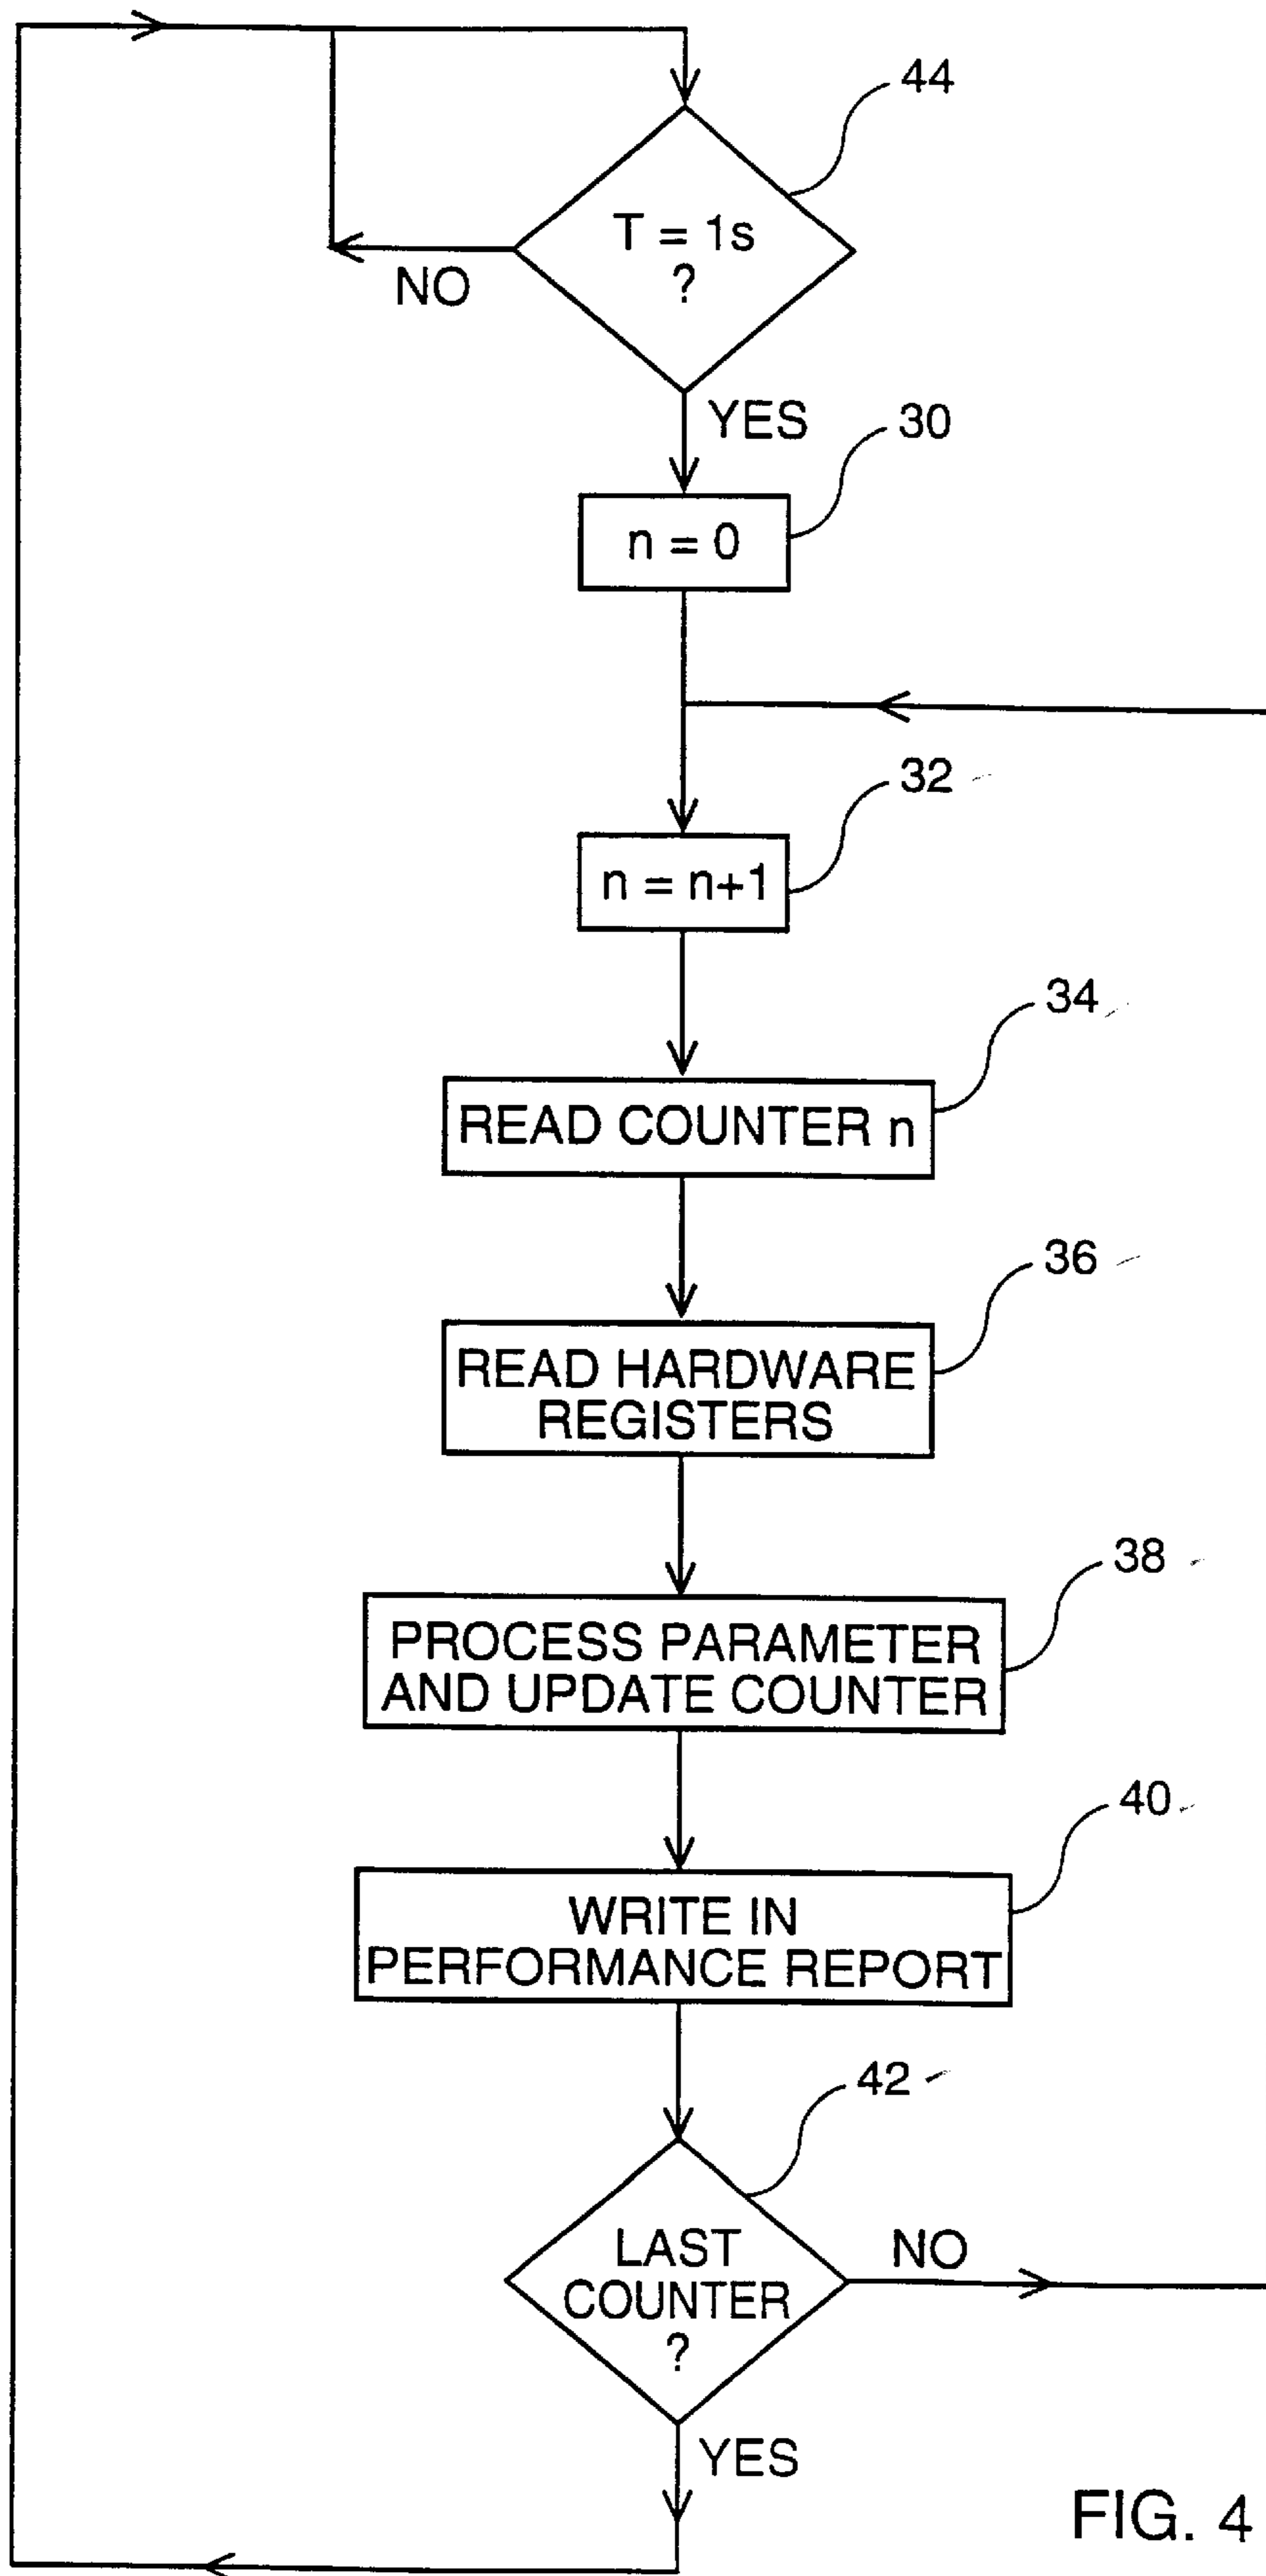 44
T = 1s
?
NO
YES
30
n = 0
32
n = n+1
34
READ COUNTER n
36
READ HARDWARE
REGISTERS
38
PROCESS PARAMETER
AND UPDATE COUNTER
40
WRITE IN
PERFORMANCE REPORT
42
LAST
COUNTER
?
NO
YES
FIG. 4